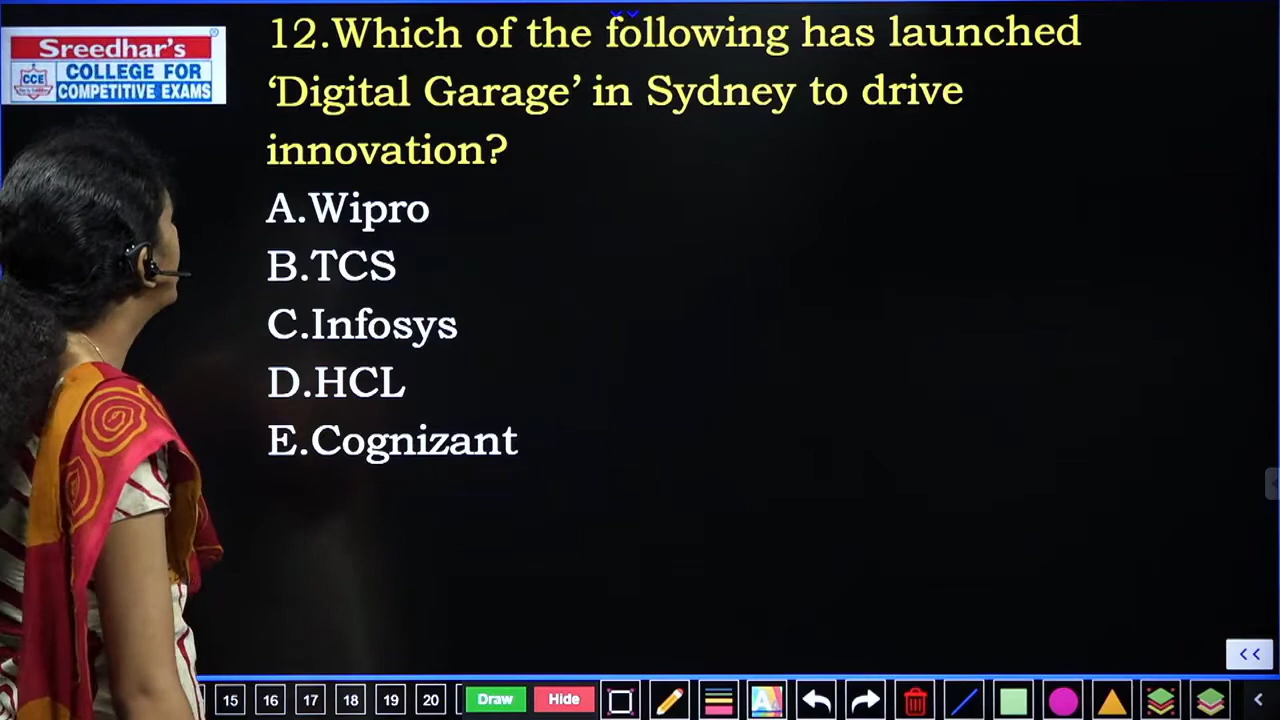 Sreedhar's
COLLEGE FOR
CCE
COMPETITIVE EXAMS
12.Which of the following has launched
‘Digital Garage’ in Sydney to drive
innovation?
A.Wipro
B.TCS
C.Infosys
D.HCL
E.Cognizant
15 16 17 18 19 20 Draw Hide